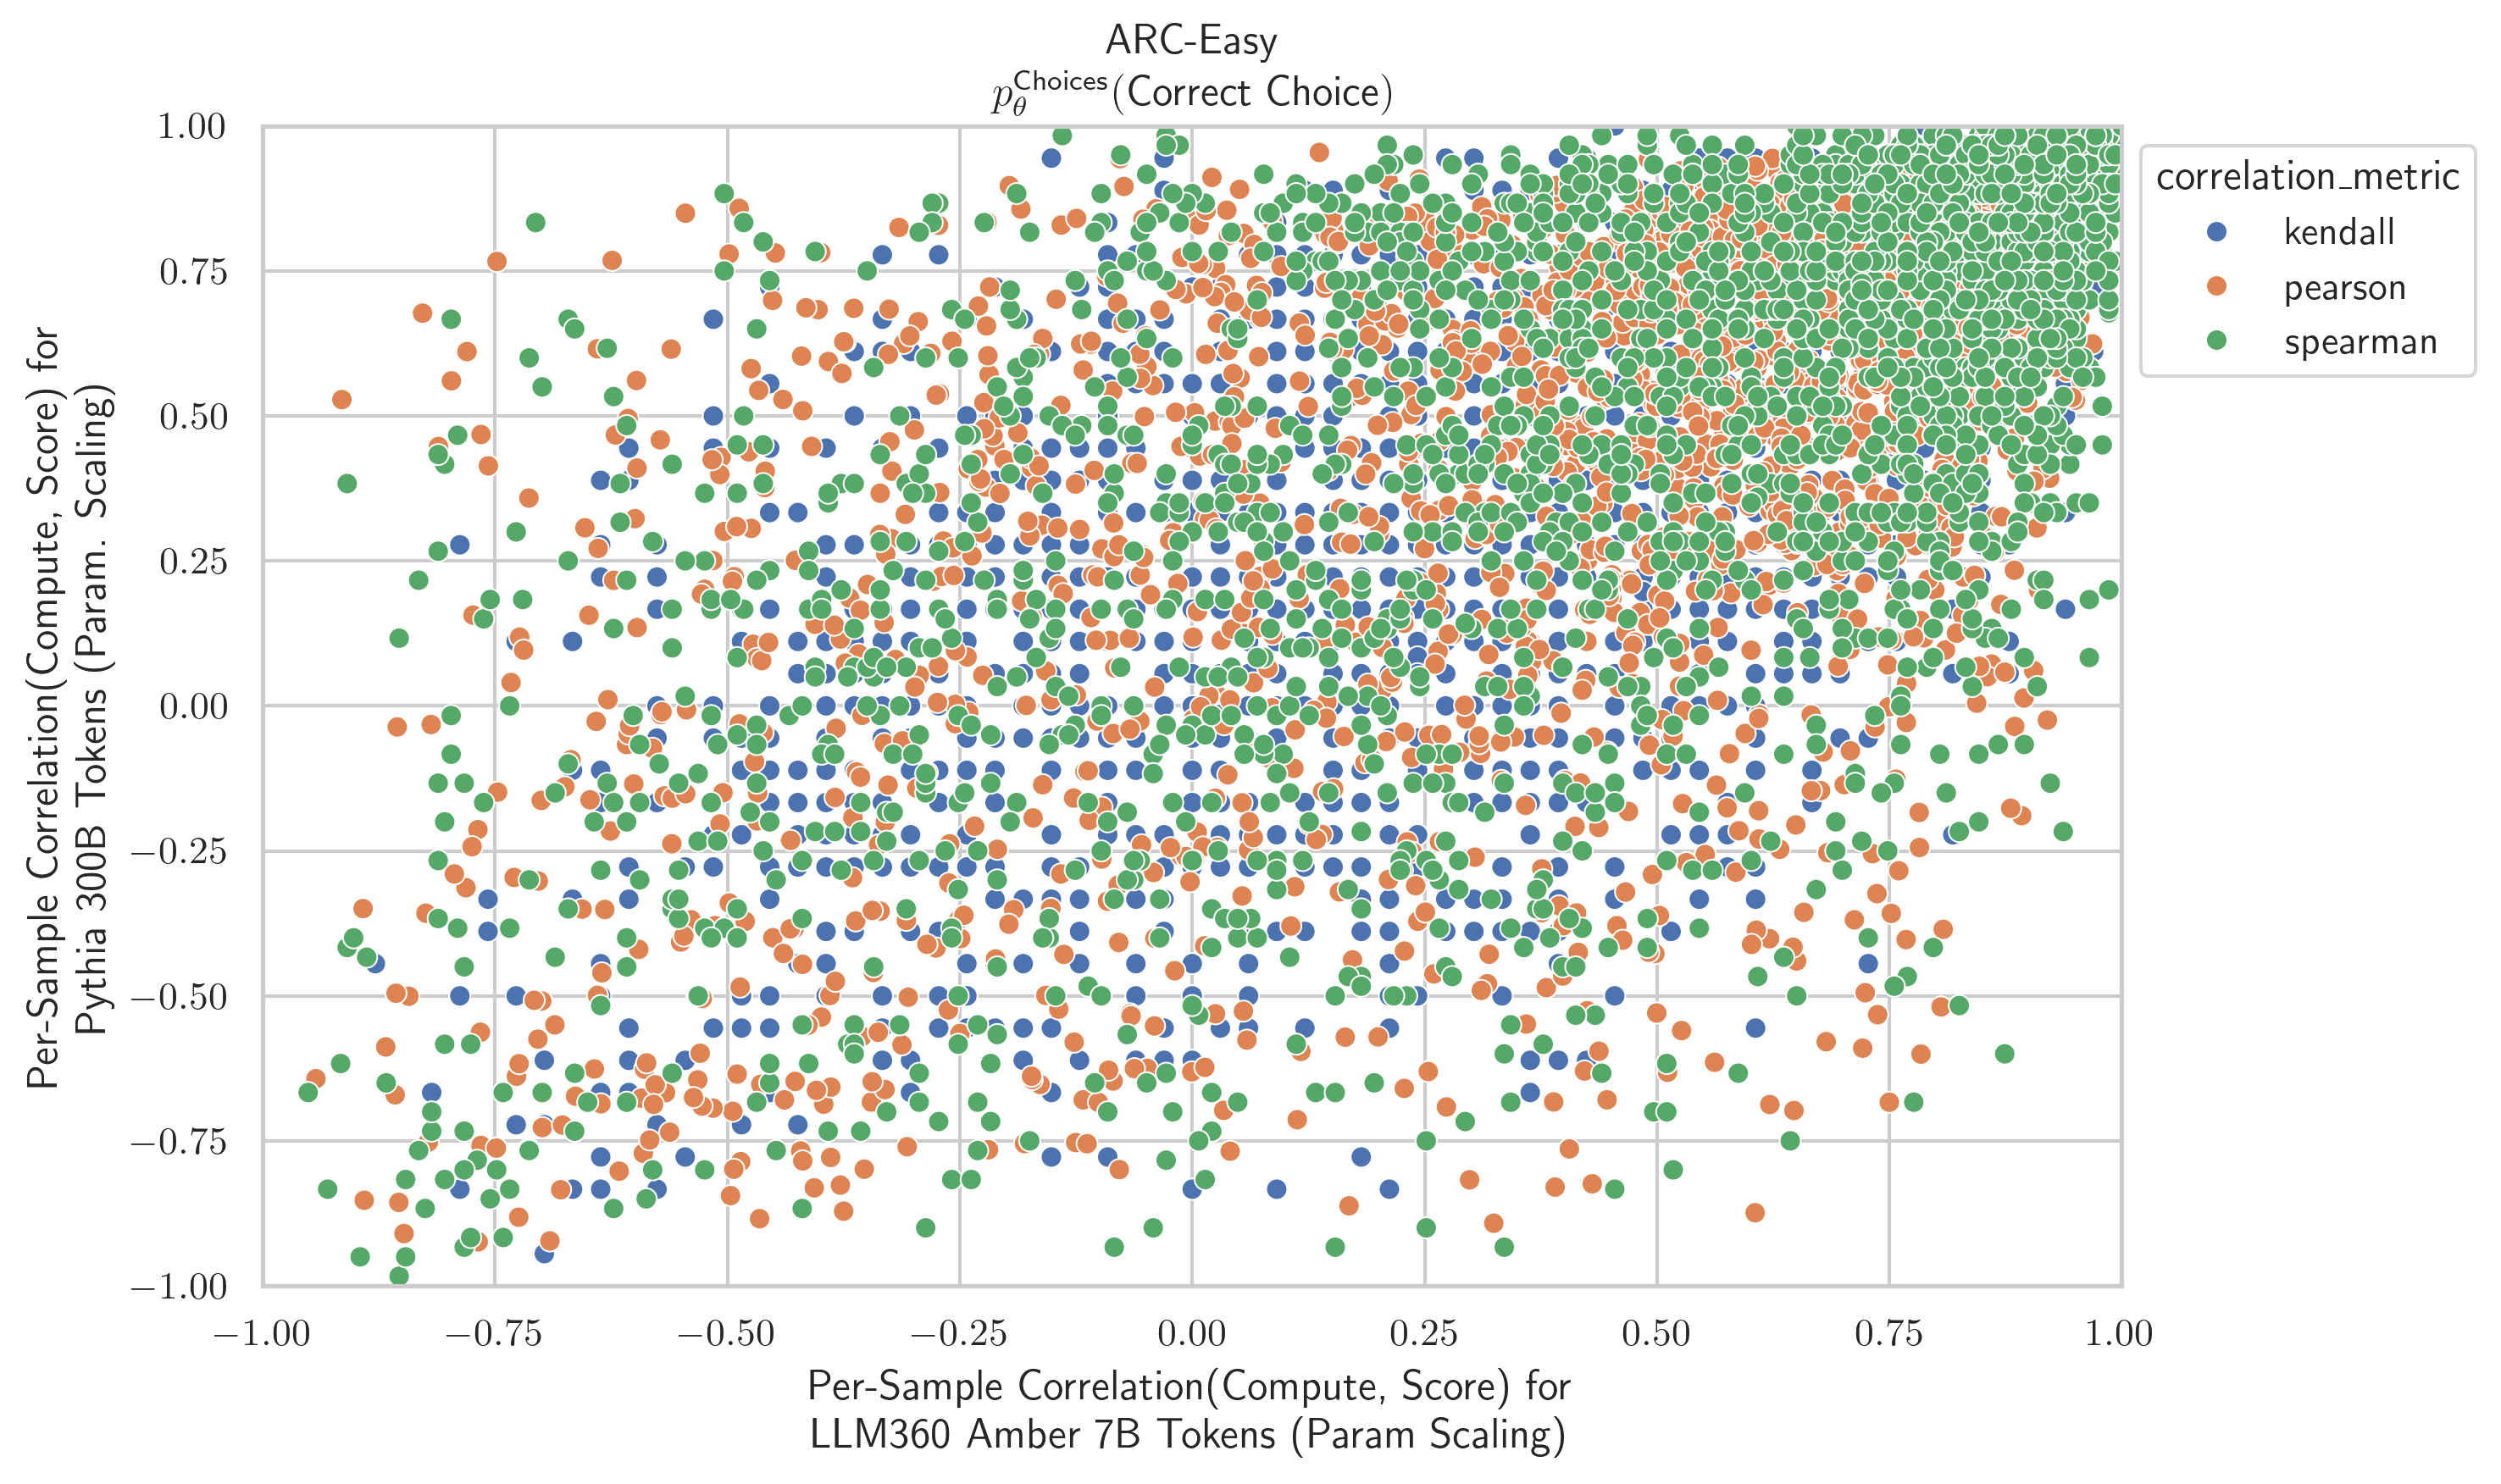 ARC-Easy
p_θ^Choices(Correct Choice)
1.00
0.75
0.50
0.25
0.00
−0.25
−0.50
−0.75
−1.00
Per-Sample Correlation(Compute, Score) for
Pythia 300B Tokens (Param. Scaling)
−1.00
−0.75
−0.50
−0.25
0.00
0.25
0.50
0.75
1.00
Per-Sample Correlation(Compute, Score) for
LLM360 Amber 7B Tokens (Param Scaling)
correlation_metric
kendall
pearson
spearman